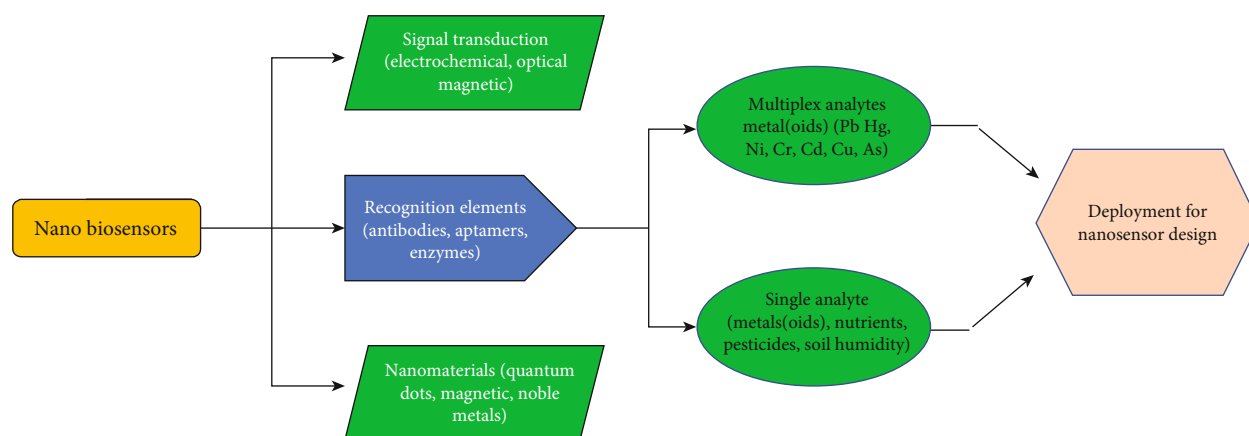 Signal transduction
(electrochemical, optical
magnetic)
Nano biosensors
Recognition elements
(antibodies, aptamers,
enzymes)
Nanomaterials (quantum
dots, magnetic, noble
metals)
Multiplex analytes
metal(oids) (Pb Hg,
Ni, Cr, Cd, Cu, As)
Single analyte
(metals(oids), nutrients,
pesticides, soil humidity)
Deployment for
nanosensor design